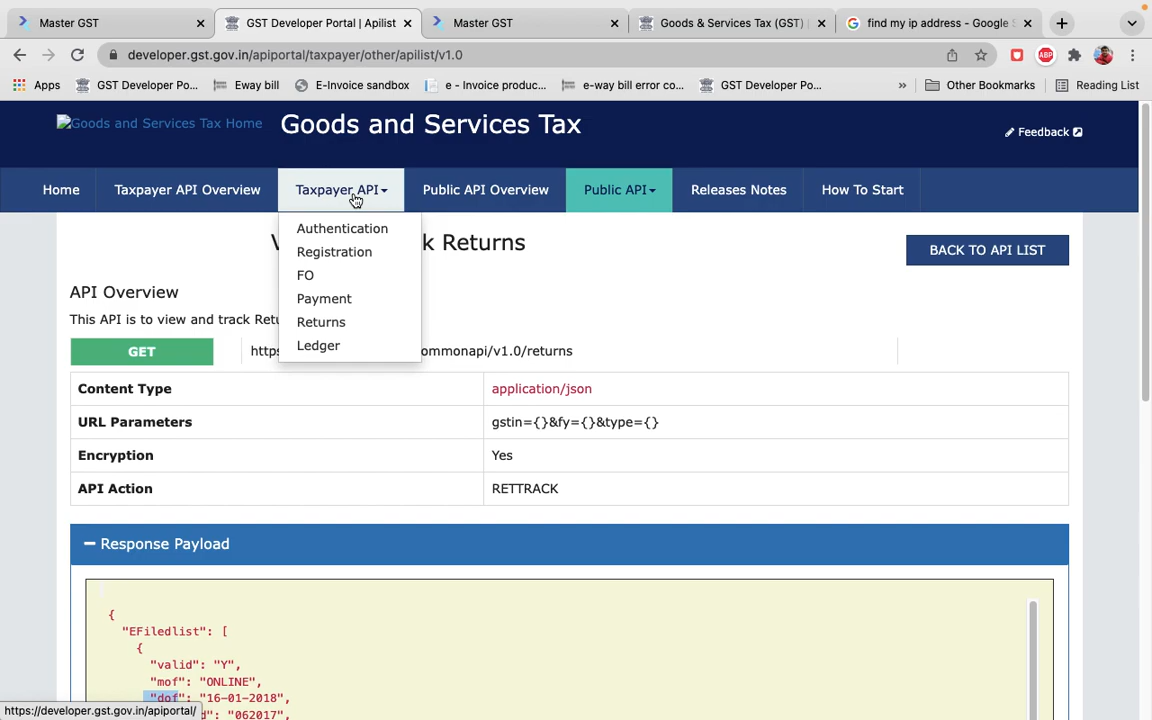 Master GST
GST Developer Portal | Apilist
Master GST
Goods & Services Tax (GST) |
find my ip address - Google S
developer.gst.gov.in/apiportal/taxpayer/other/apilist/v1.0
ABP
Apps
GST Developer Po...
Eway bill
E-Invoice sandbox
e - Invoice produc...
e-way bill error co...
GST Developer Po...
»
Other Bookmarks
Reading List
Goods and Services Tax Home
Goods and Services Tax
Feedback
Home
Taxpayer API Overview
Taxpayer API
Public API Overview
Public API
Releases Notes
How To Start
Authentication
Registration
FO
Payment
Returns
Ledger
k Returns
BACK TO API LIST
API Overview
This API is to view and track Retu
GET
https
ommonapi/v1.0/returns
Content Type
application/json
URL Parameters
gstin={}&fy={}&type={}
Encryption
Yes
API Action
RETTRACK
Response Payload
{
"EFiledlist": [
{
"valid": "Y",
"mof": "ONLINE",
"dof": "16-01-2018",
d": "062017",
https://developer.gst.gov.in/apiportal/